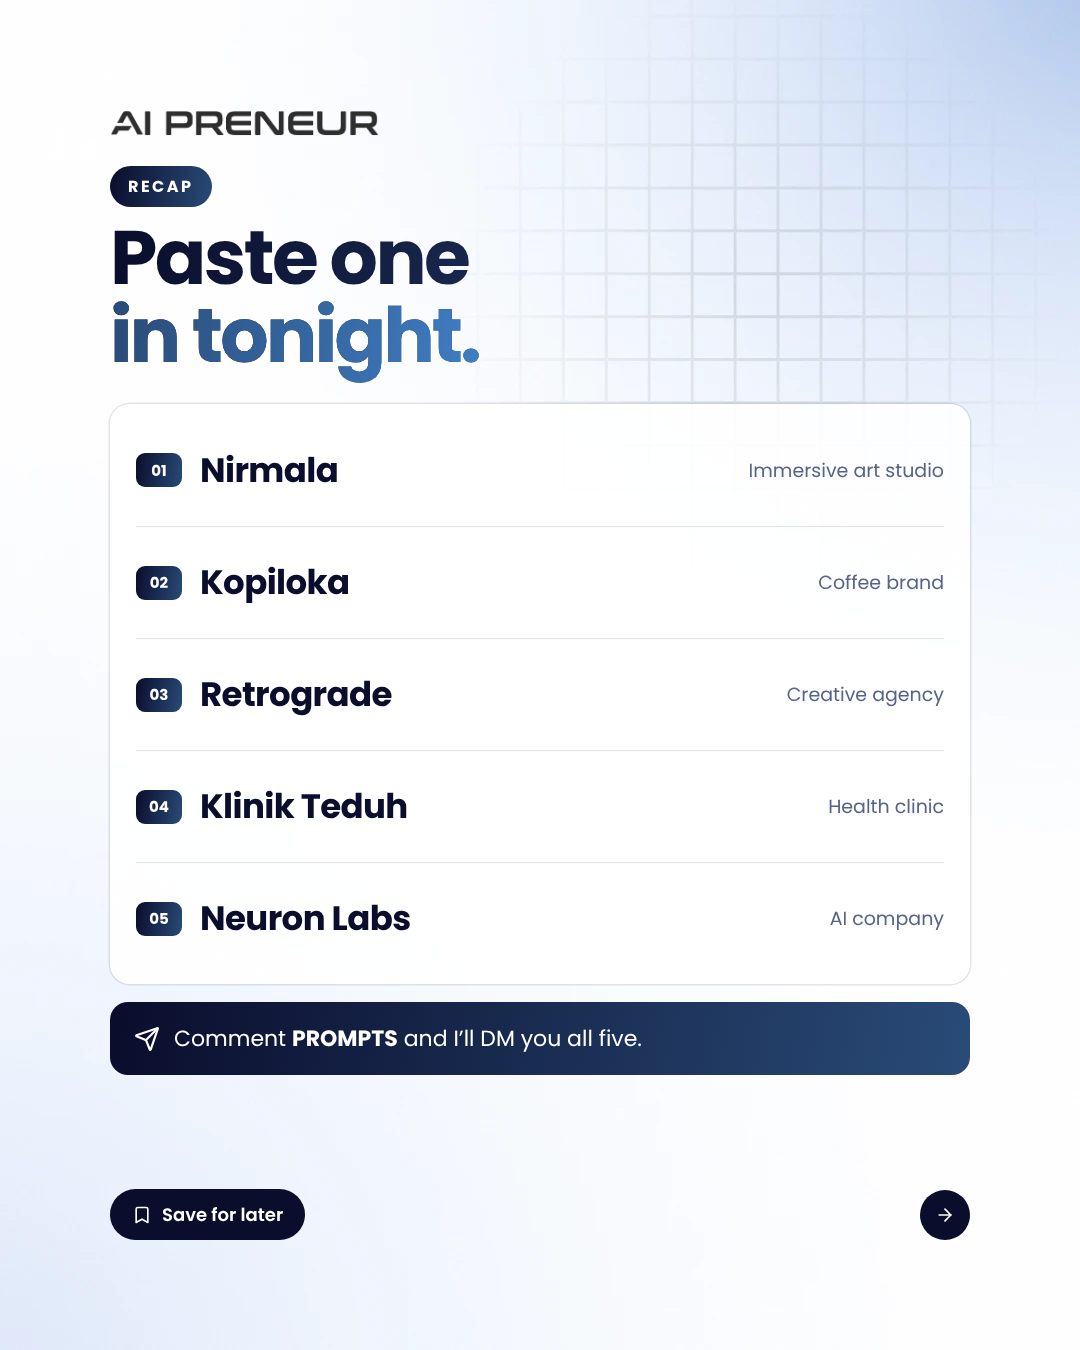 AI PRENEUR
RECAP
Paste one
in tonight.
01 Nirmala Immersive art studio
02 Kopiloka Coffee brand
03 Retrograde Creative agency
04 Klinik Teduh Health clinic
05 Neuron Labs AI company
Comment PROMPTS and I’ll DM you all five.
Save for later